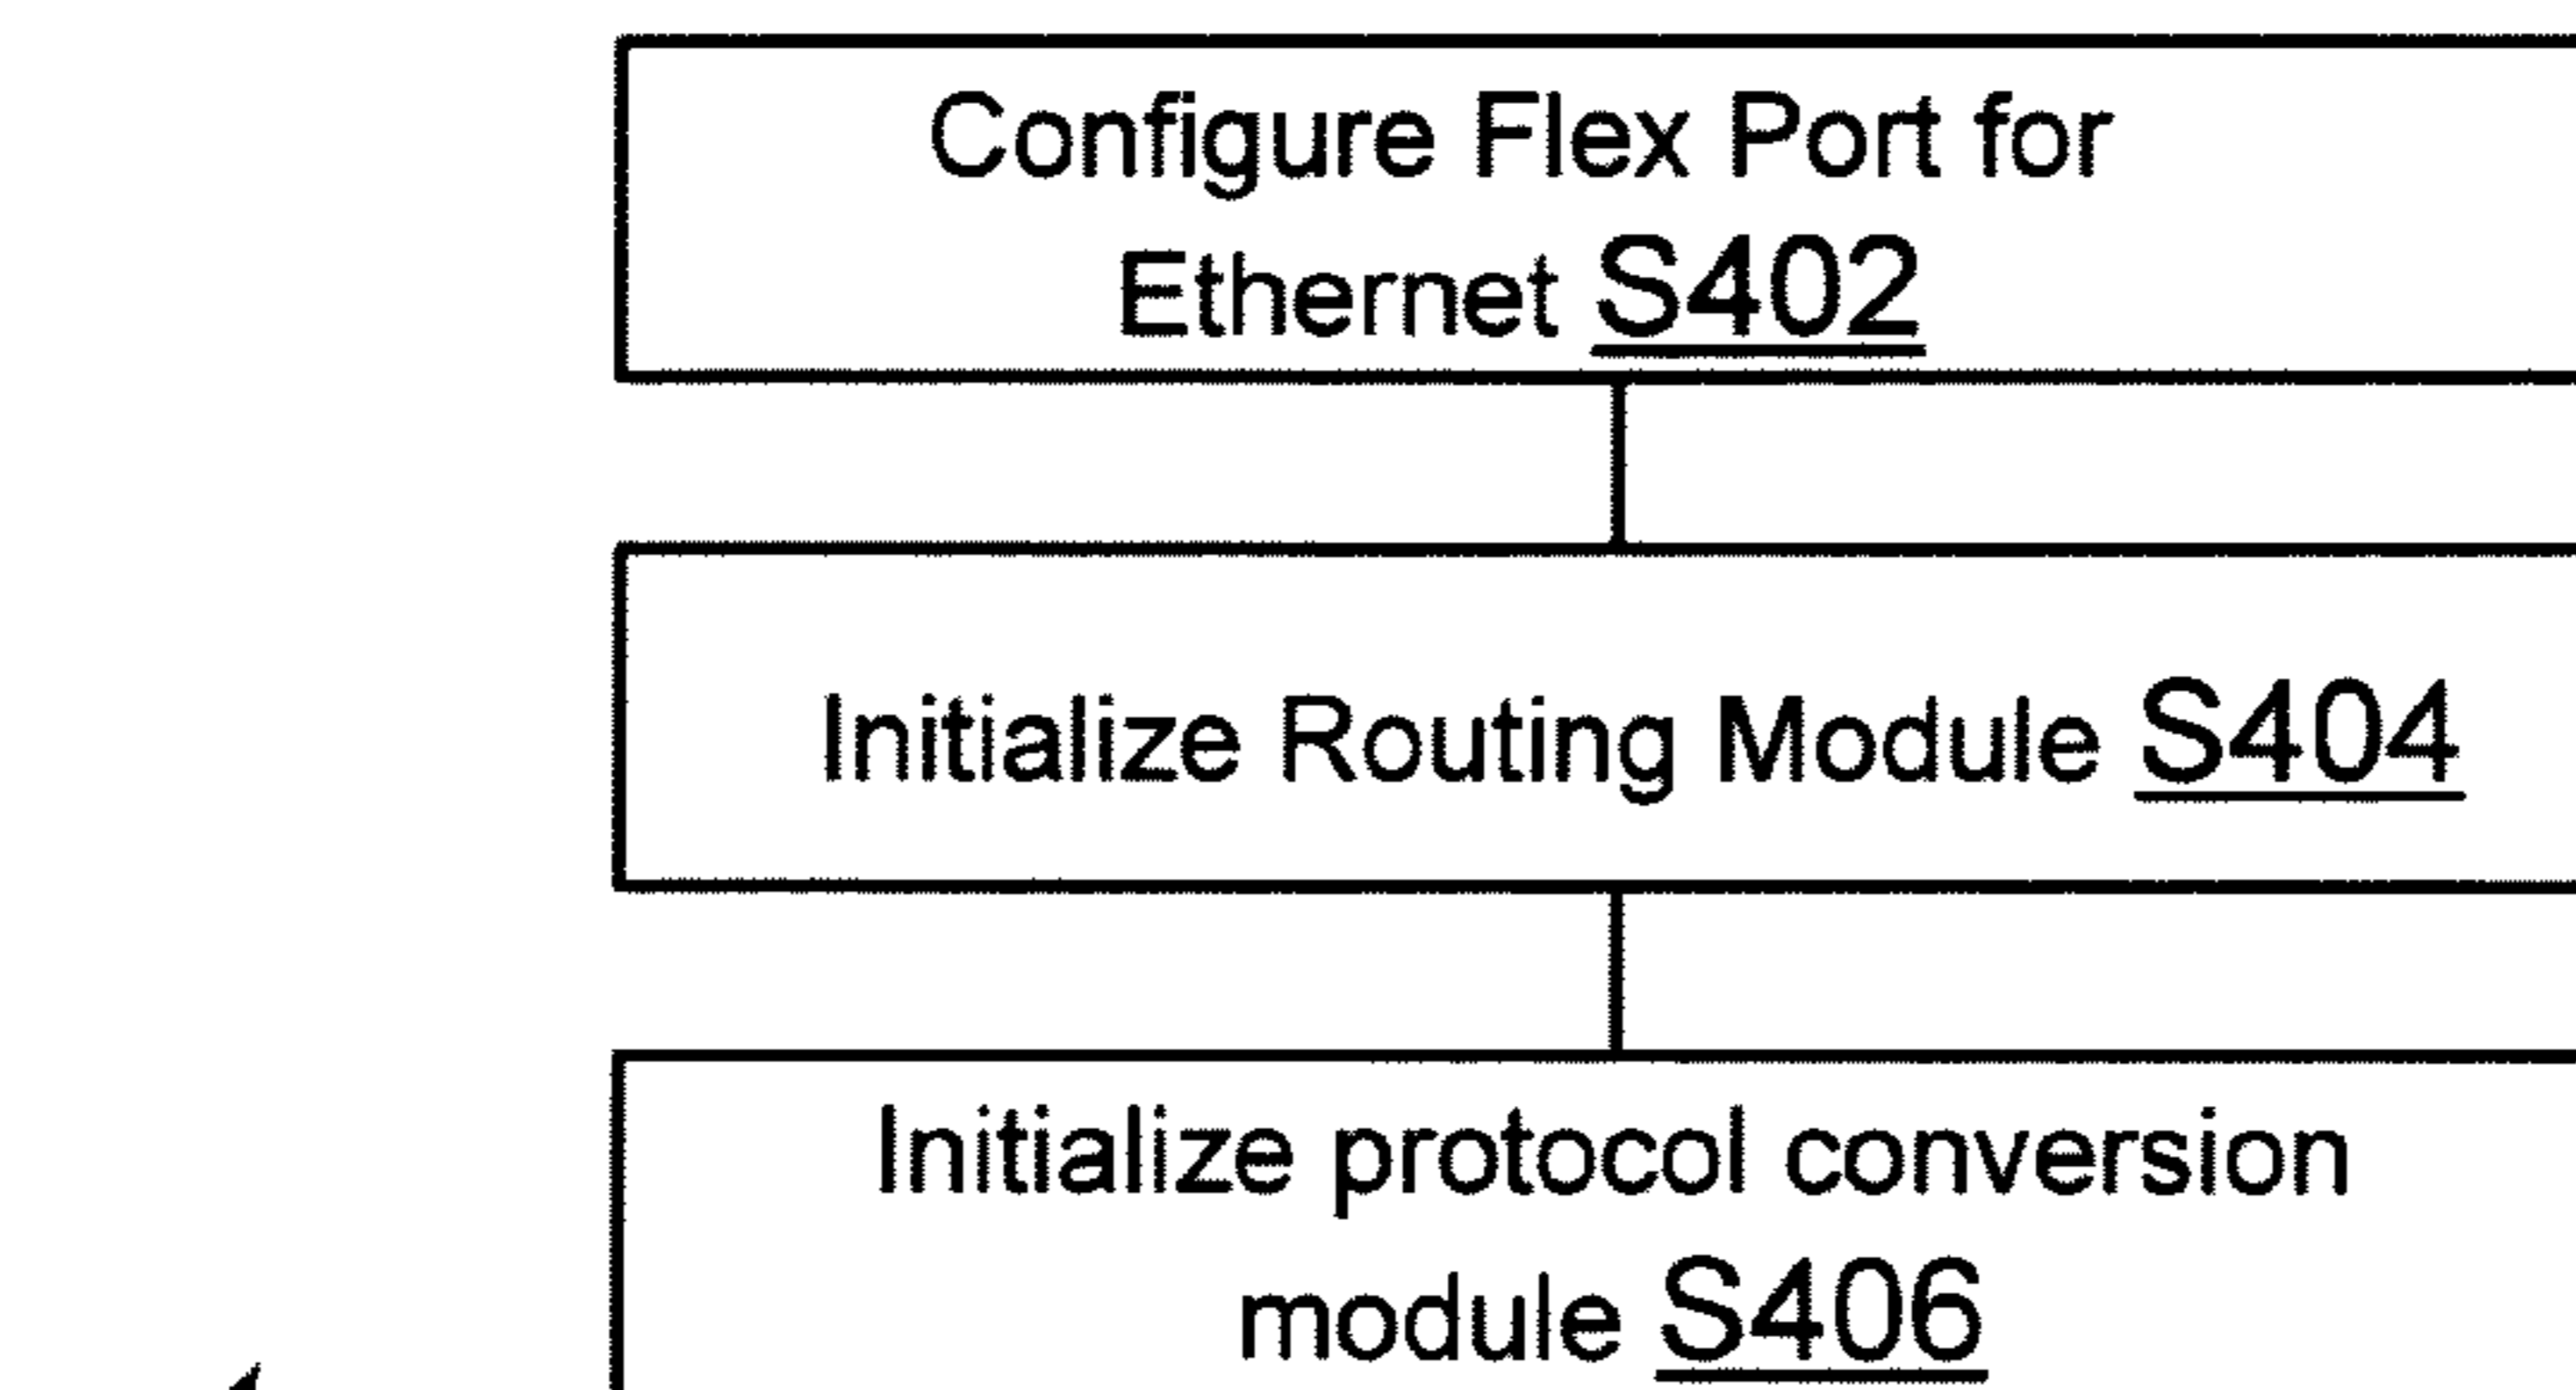 Configure Flex Port for
Ethernet S402
Initialize Routing Module S404
Initialize protocol conversion
module S406